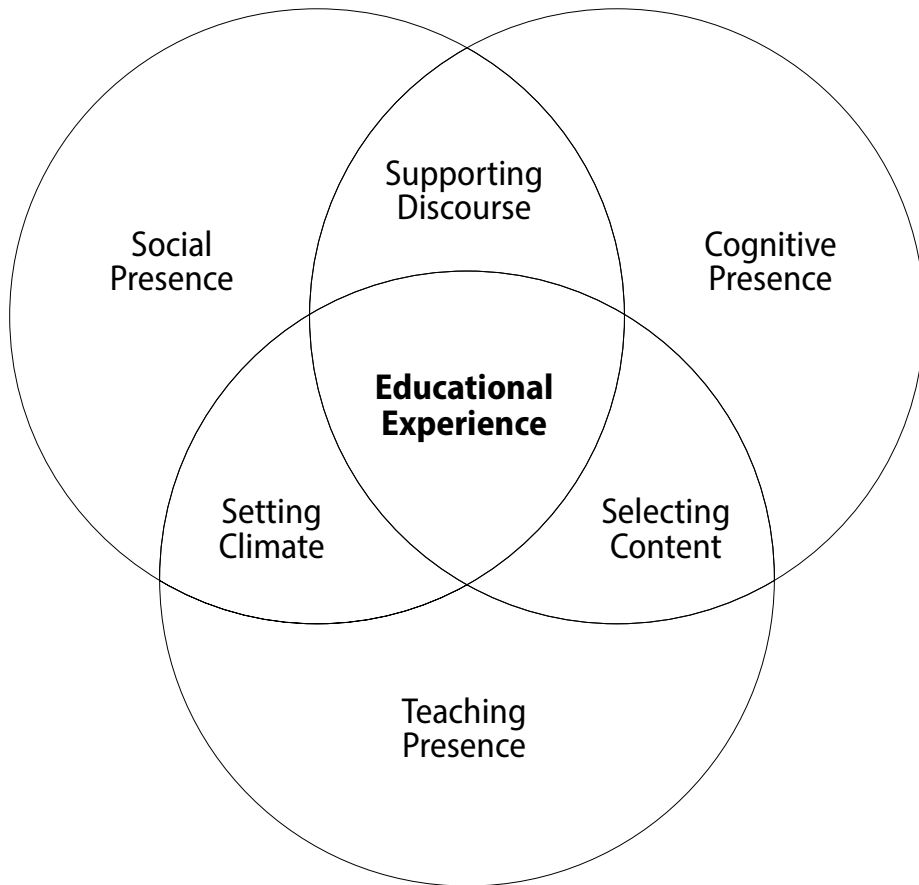 Supporting
Discourse
Social
Presence
Cognitive
Presence
Educational
Experience
Setting
Climate
Selecting
Content
Teaching
Presence